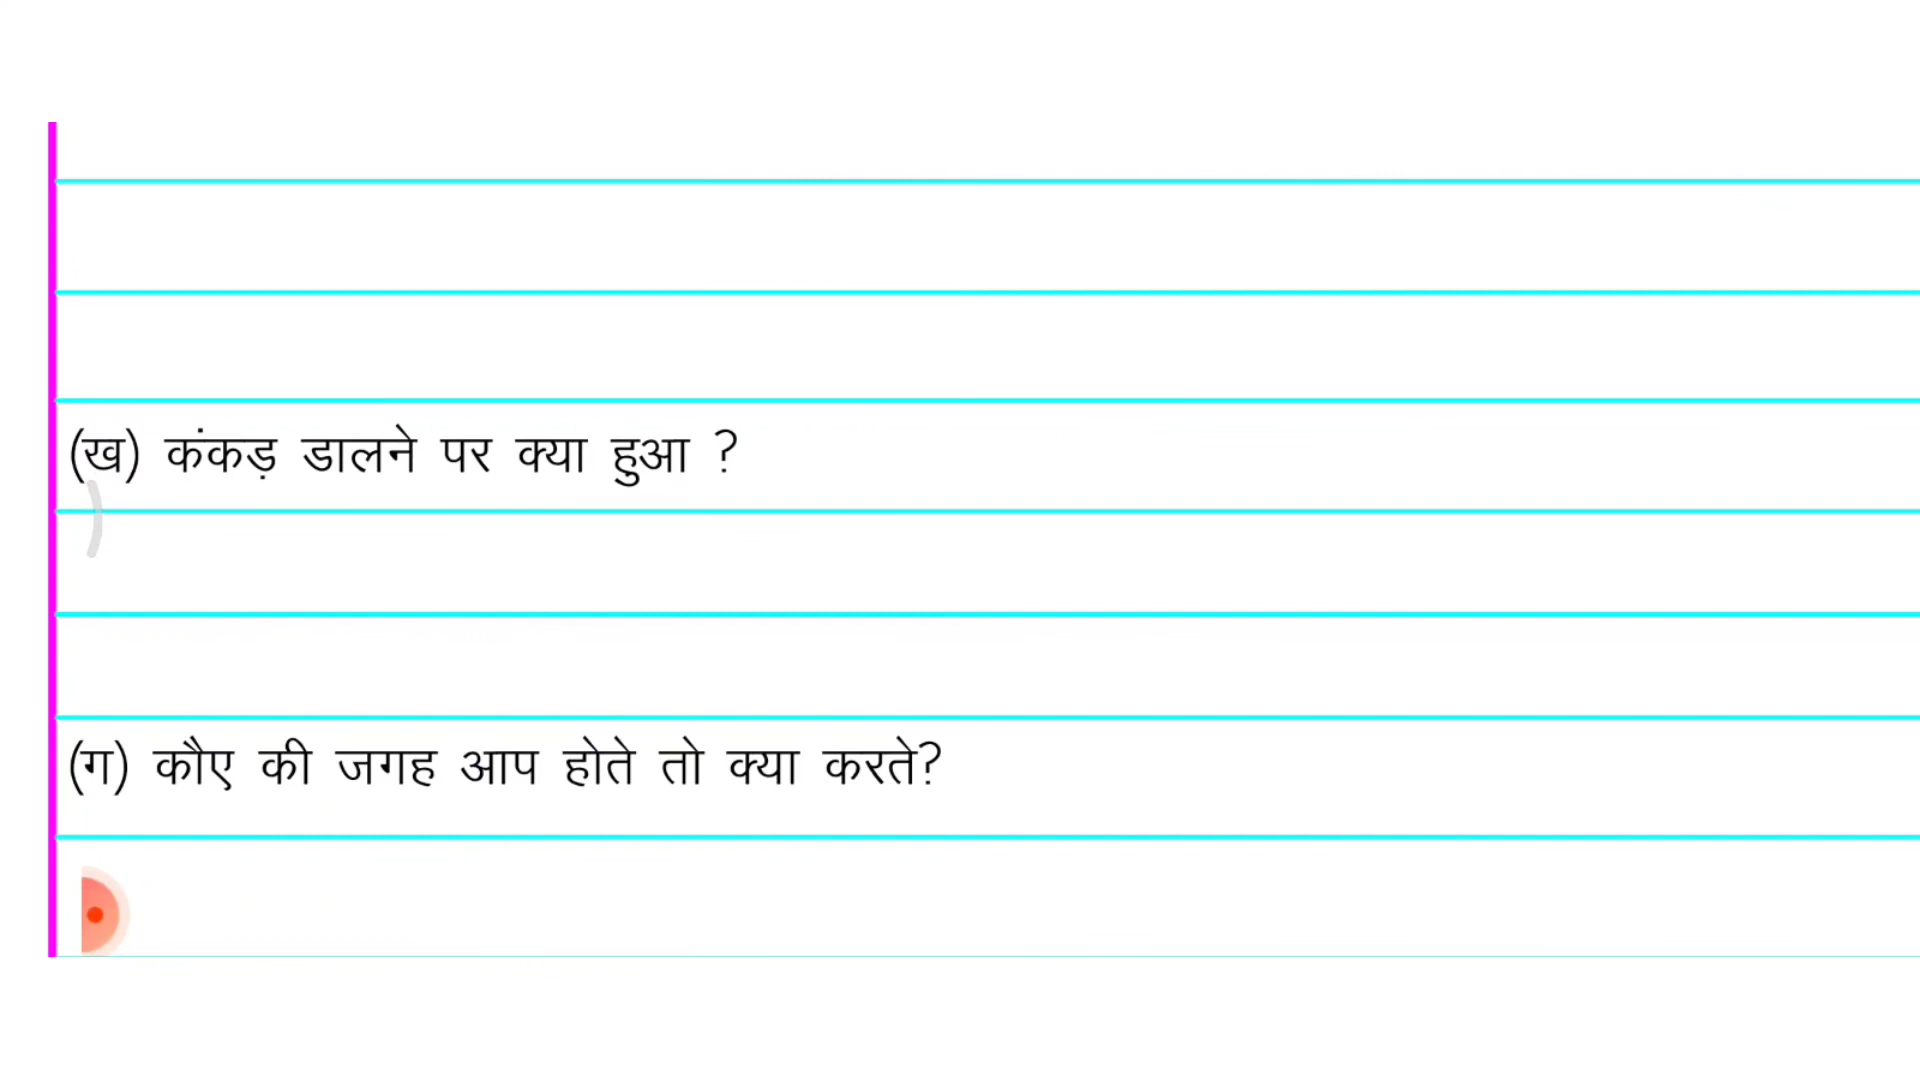 (ख) कंकड़ डालने पर क्या हुआ ?
(ग) कौए की जगह आप होते तो क्या करते?